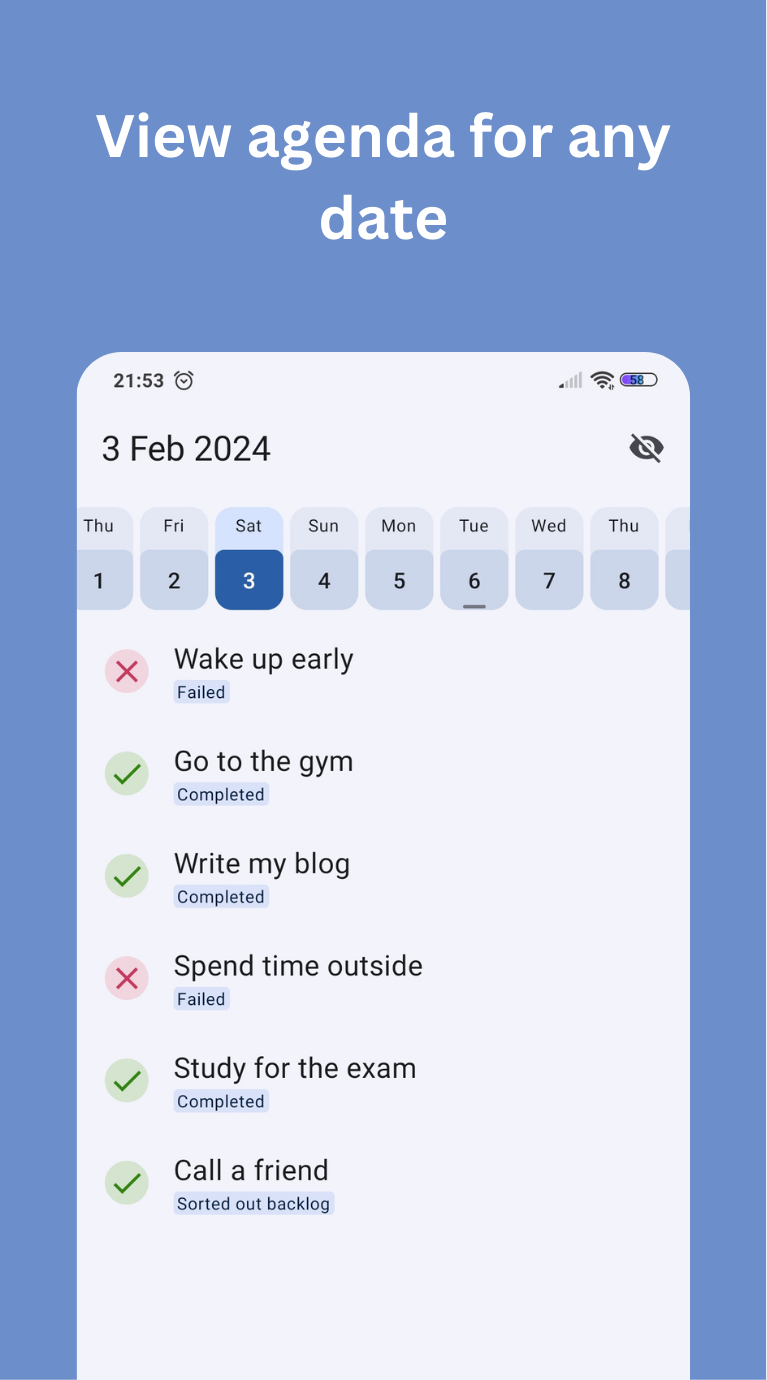 View agenda for any
date
21:53
58
3 Feb 2024
Thu Fri Sat Sun Mon Tue Wed Thu
1 2 3 4 5 6 7 8
Wake up early
Failed
Go to the gym
Completed
Write my blog
Completed
Spend time outside
Failed
Study for the exam
Completed
Call a friend
Sorted out backlog